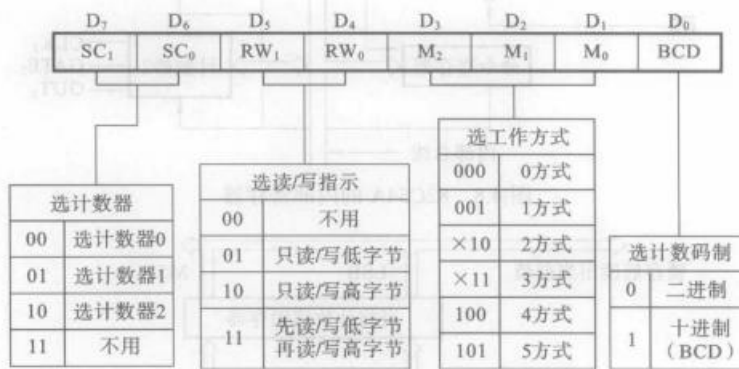 D7 D6 D5 D4 D3 D2 D1 D0
SC1 SC0 RW1 RW0 M2 M1 M0 BCD
选计数器
00 选计数器0
01 选计数器1
10 选计数器2
11 不用
选读/写指示
00 不用
01 只读/写低字节
10 只读/写高字节
11 先读/写低字节
再读/写高字节
选工作方式
000 0方式
001 1方式
×10 2方式
×11 3方式
100 4方式
101 5方式
选计数码制
0 二进制
1 十进制
（BCD）